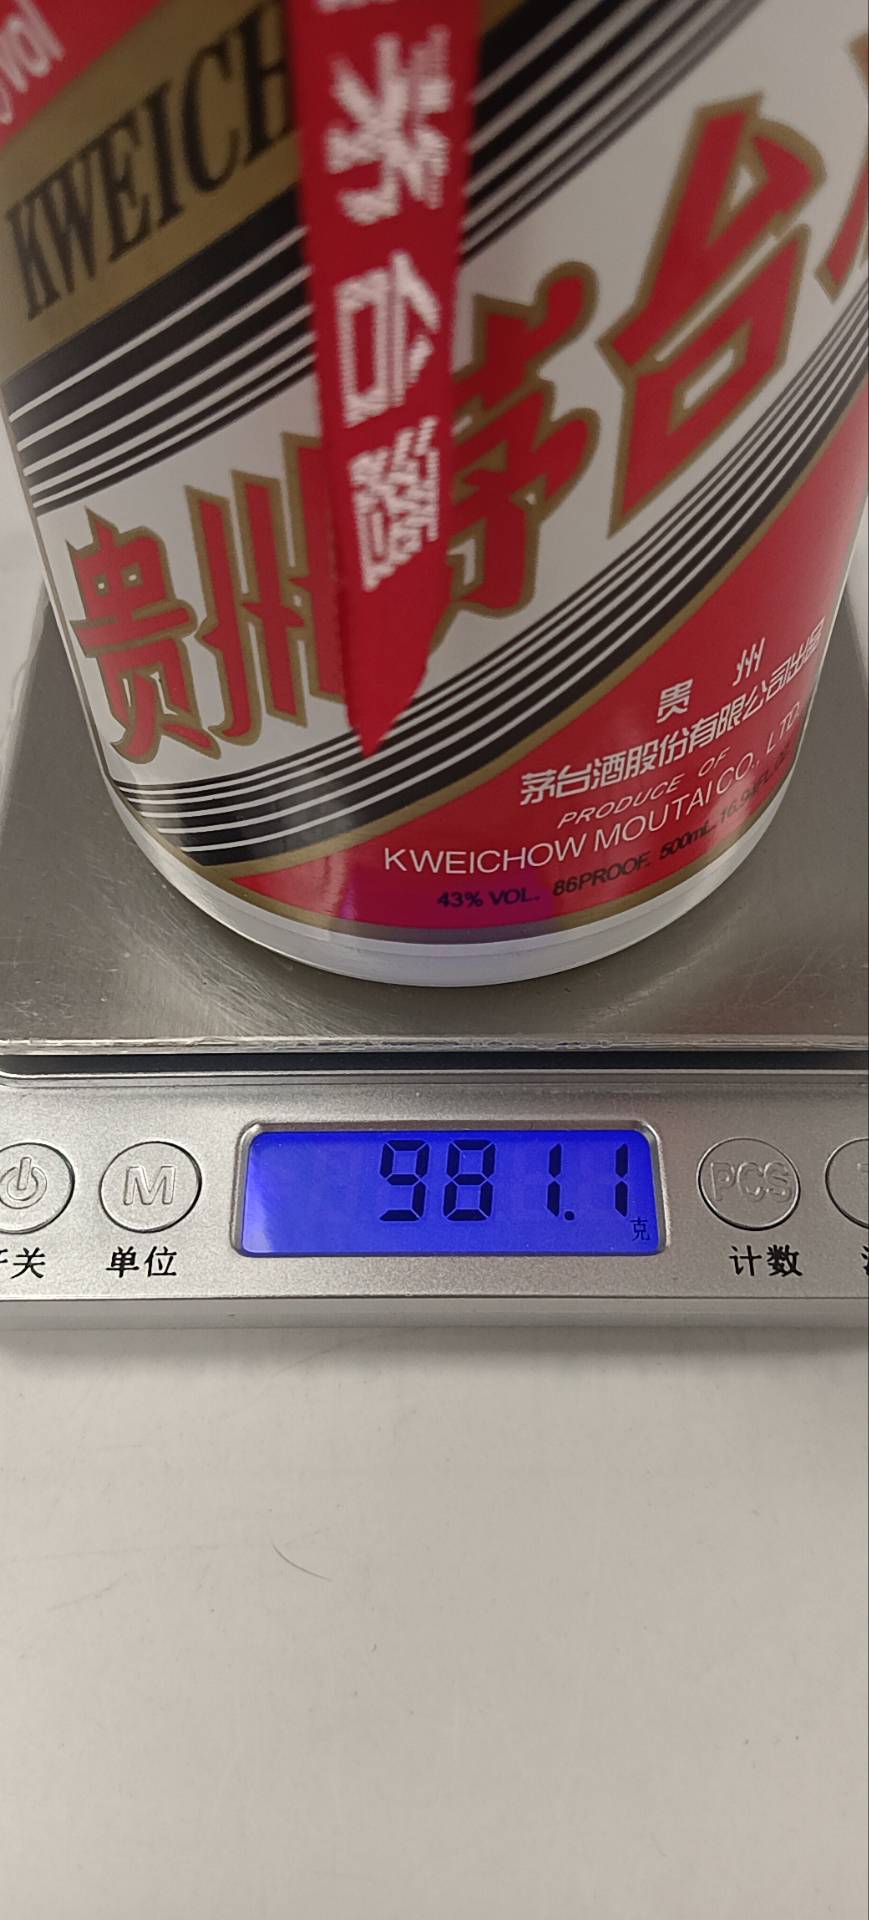 KWEICH
茅台酒
贵州茅台
贵州
茅台酒股份有限公司出品
PRODUCE OF
KWEICHOW MOUTAI CO., LTD.
43% VOL. 86PROOF. 500mL
981.1
克
M
PCS
单位
计数